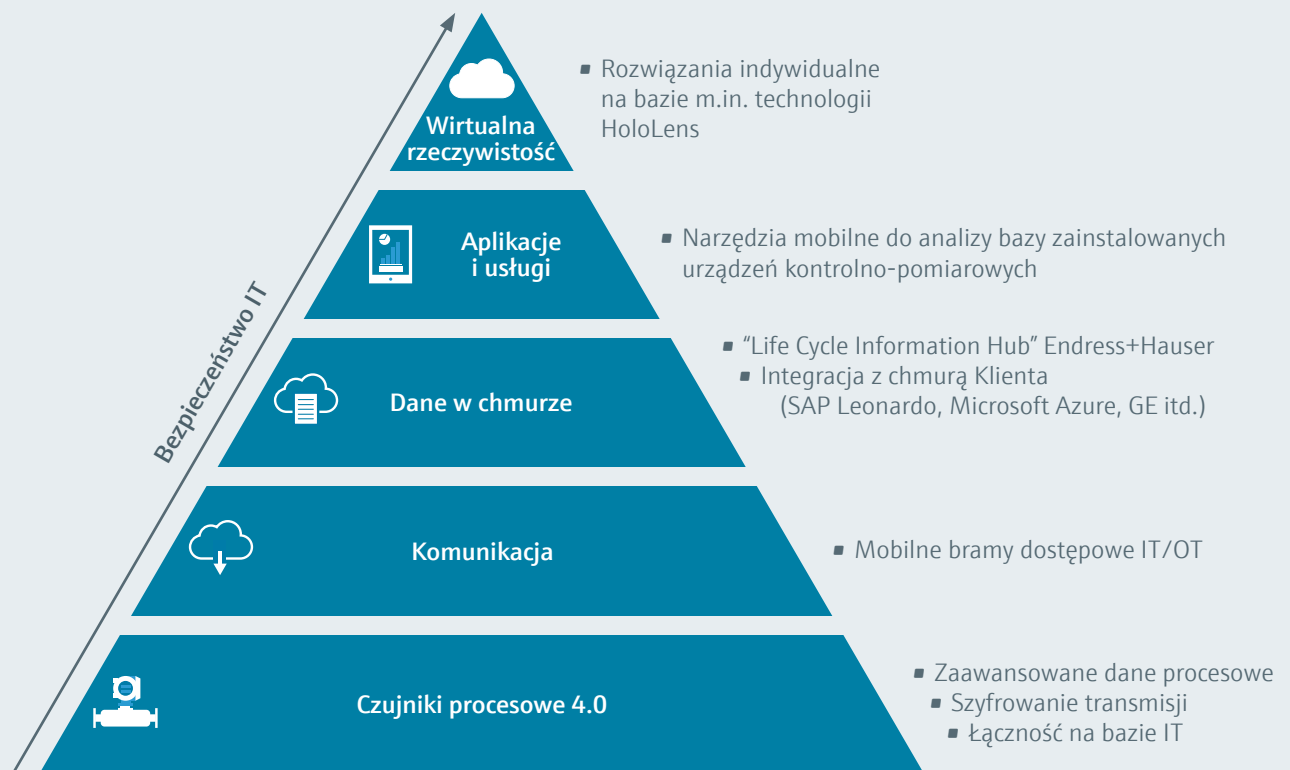 Wirtualna
rzeczywistość
▪ Rozwiązania indywidualne
na bazie m.in. technologii
HoloLens
Aplikacje
i usługi
▪ Narzędzia mobilne do analizy bazy zainstalowanych
urządzeń kontrolno-pomiarowych
Bezpieczeństwo IT
Dane w chmurze
▪ “Life Cycle Information Hub” Endress+Hauser
▪ Integracja z chmurą Klienta
(SAP Leonardo, Microsoft Azure, GE itd.)
Komunikacja
▪ Mobilne bramy dostępowe IT/OT
Czujniki procesowe 4.0
▪ Zaawansowane dane procesowe
▪ Szyfrowanie transmisji
▪ Łączność na bazie IT